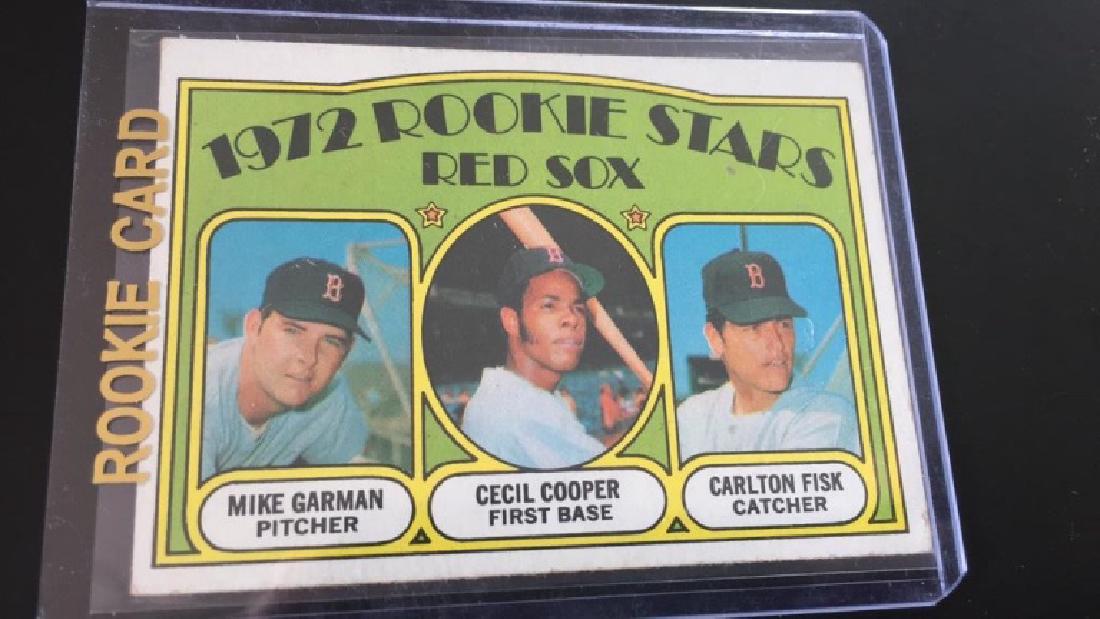 ROOKIE CARD
1972 ROOKIE STARS
RED SOX
B
B
B
MIKE GARMAN
PITCHER
CECIL COOPER
FIRST BASE
CARLTON FISK
CATCHER